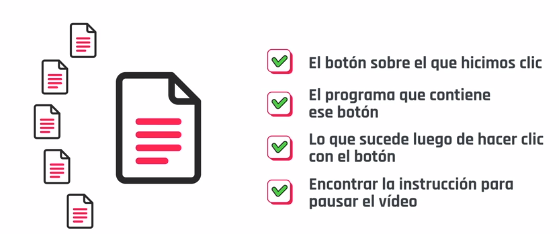 El botón sobre el que hicimos clic
El programa que contiene
ese botón
Lo que sucede luego de hacer clic
con el botón
Encontrar la instrucción para
pausar el vídeo